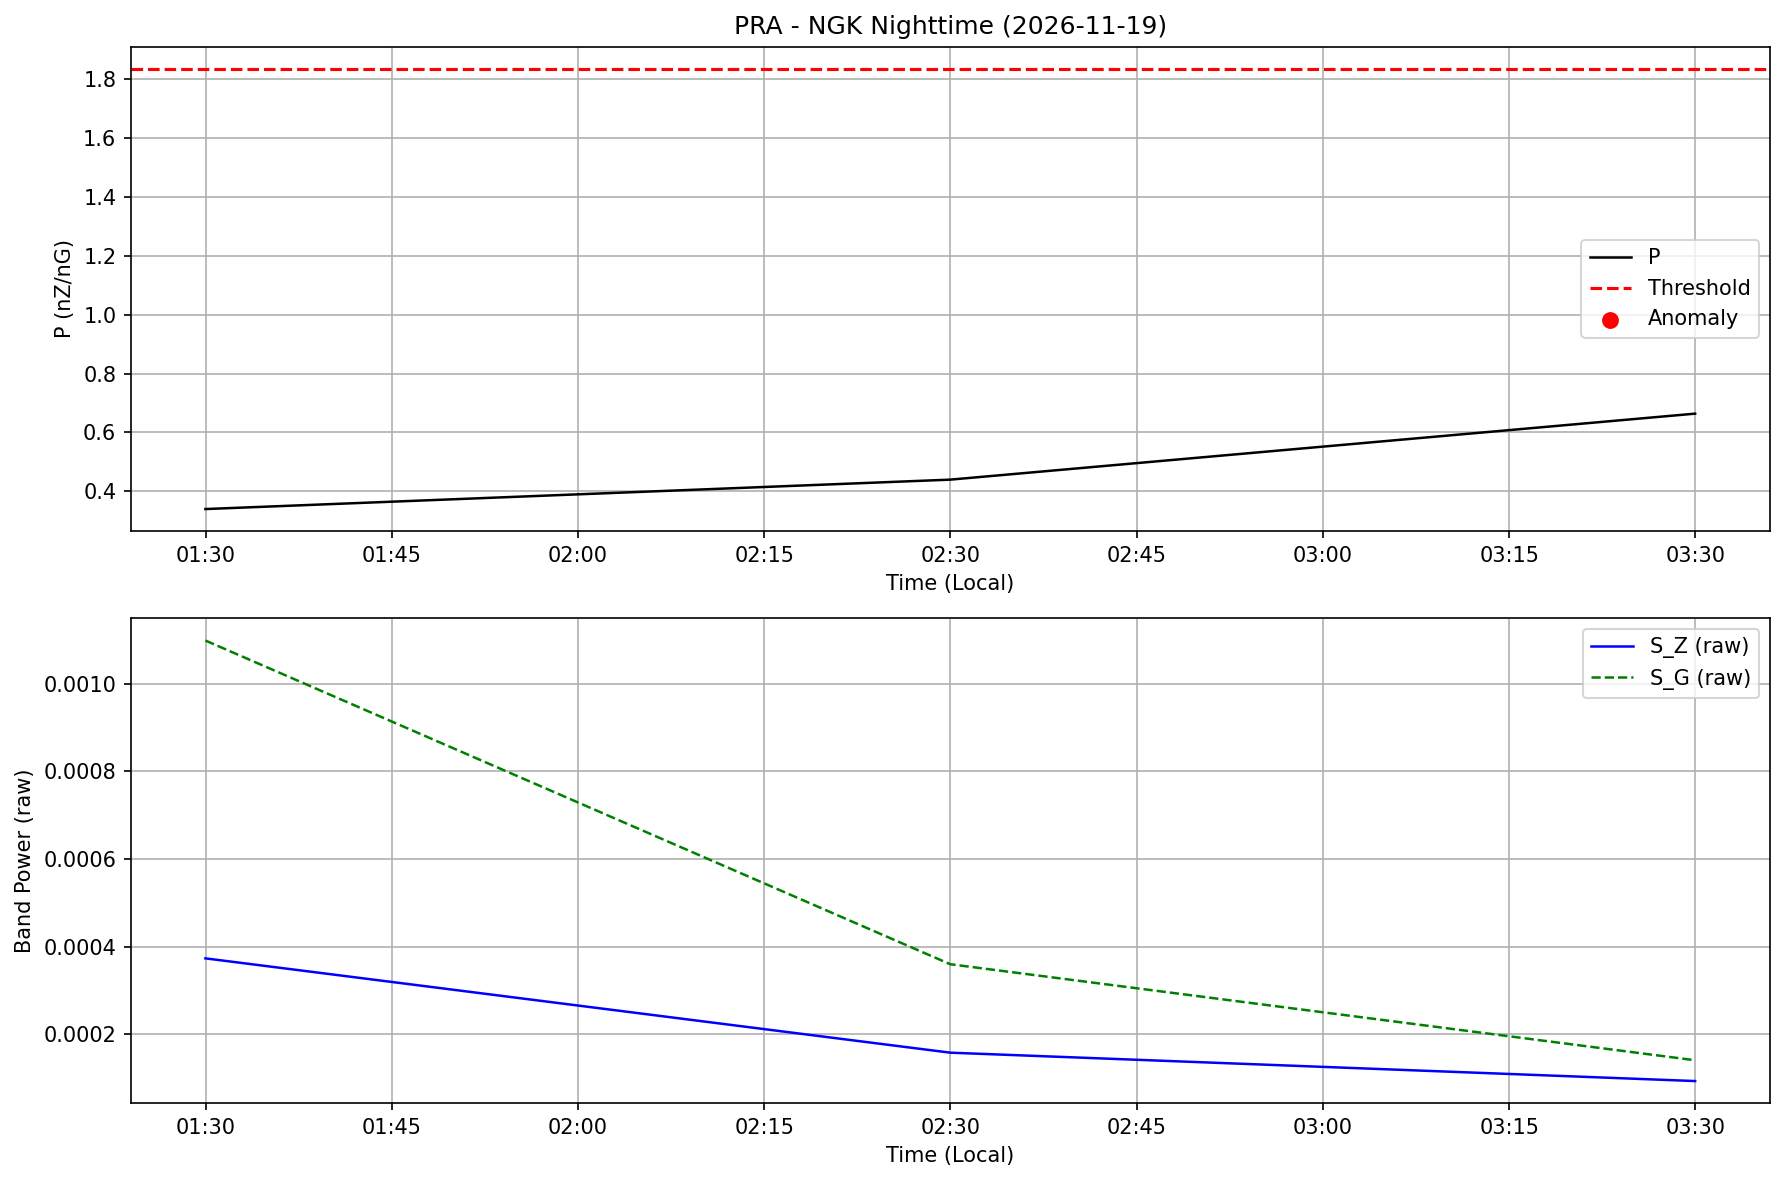 PRA - NGK Nighttime (2026-11-19)
P (nZ/nG)
1.8
1.6
1.4
1.2
1.0
0.8
0.6
0.4
P
Threshold
Anomaly
01:30 01:45 02:00 02:15 02:30 02:45 03:00 03:15 03:30
Time (Local)
Band Power (raw)
0.0010
0.0008
0.0006
0.0004
0.0002
S_Z (raw)
S_G (raw)
01:30 01:45 02:00 02:15 02:30 02:45 03:00 03:15 03:30
Time (Local)